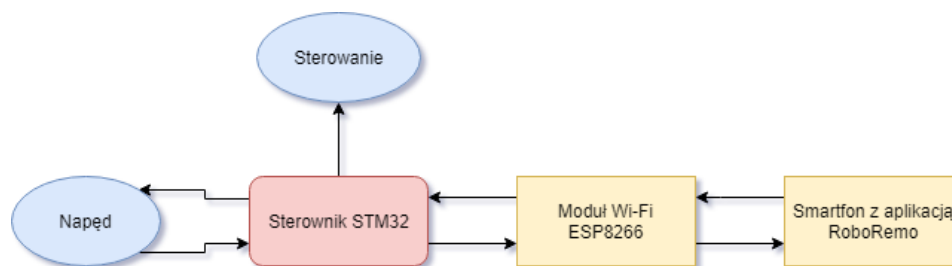 Sterowanie
Napęd
Sterownik STM32
Moduł Wi-Fi
ESP8266
Smartfon z aplikacją
RoboRemo